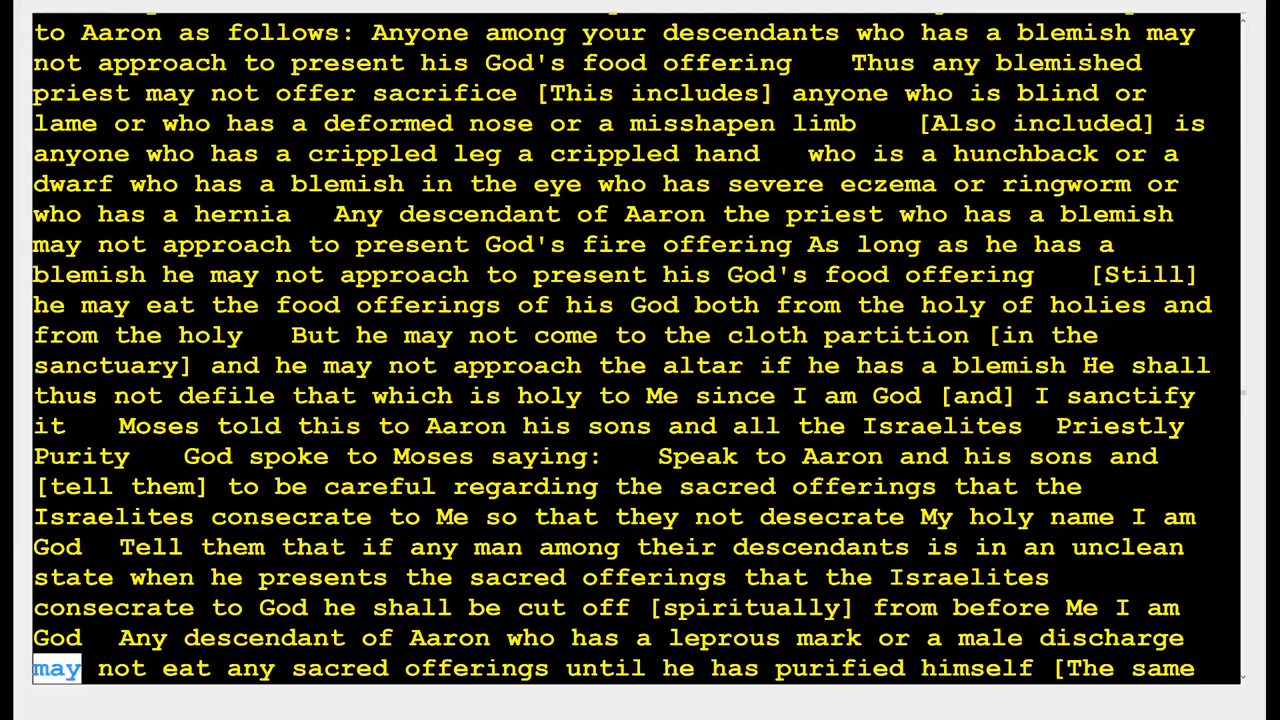 to Aaron as follows: Anyone among your descendants who has a blemish may
not approach to present his God's food offering Thus any blemished
priest may not offer sacrifice [This includes] anyone who is blind or
lame or who has a deformed nose or a misshapen limb [Also included] is
anyone who has a crippled leg a crippled hand who is a hunchback or a
dwarf who has a blemish in the eye who has severe eczema or ringworm or
who has a hernia Any descendant of Aaron the priest who has a blemish
may not approach to present God's fire offering As long as he has a
blemish he may not approach to present his God's food offering [Still]
he may eat the food offerings of his God both from the holy of holies and
from the holy But he may not come to the cloth partition [in the
sanctuary] and he may not approach the altar if he has a blemish He shall
thus not defile that which is holy to Me since I am God [and] I sanctify
it Moses told this to Aaron his sons and all the Israelites Priestly
Purity God spoke to Moses saying: Speak to Aaron and his sons and
[tell them] to be careful regarding the sacred offerings that the
Israelites consecrate to Me so that they not desecrate My holy name I am
God Tell them that if any man among their descendants is in an unclean
state when he presents the sacred offerings that the Israelites
consecrate to God he shall be cut off [spiritually] from before Me I am
God Any descendant of Aaron who has a leprous mark or a male discharge
may not eat any sacred offerings until he has purified himself [The same